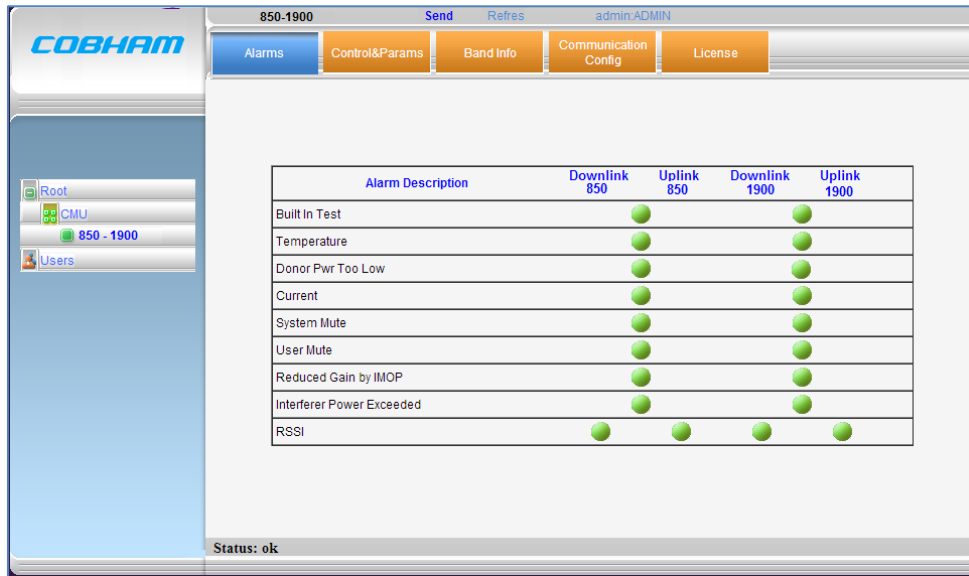 850-1900 Send Refres admin:ADMIN
COBHAM
Alarms Control&Params Band Info Communication Config License
Root
CMU
850 - 1900
Users
Alarm Description Downlink 850 Uplink 850 Downlink 1900 Uplink 1900
Built In Test
Temperature
Donor Pwr Too Low
Current
System Mute
User Mute
Reduced Gain by IMOP
Interferer Power Exceeded
RSSI
Status: ok